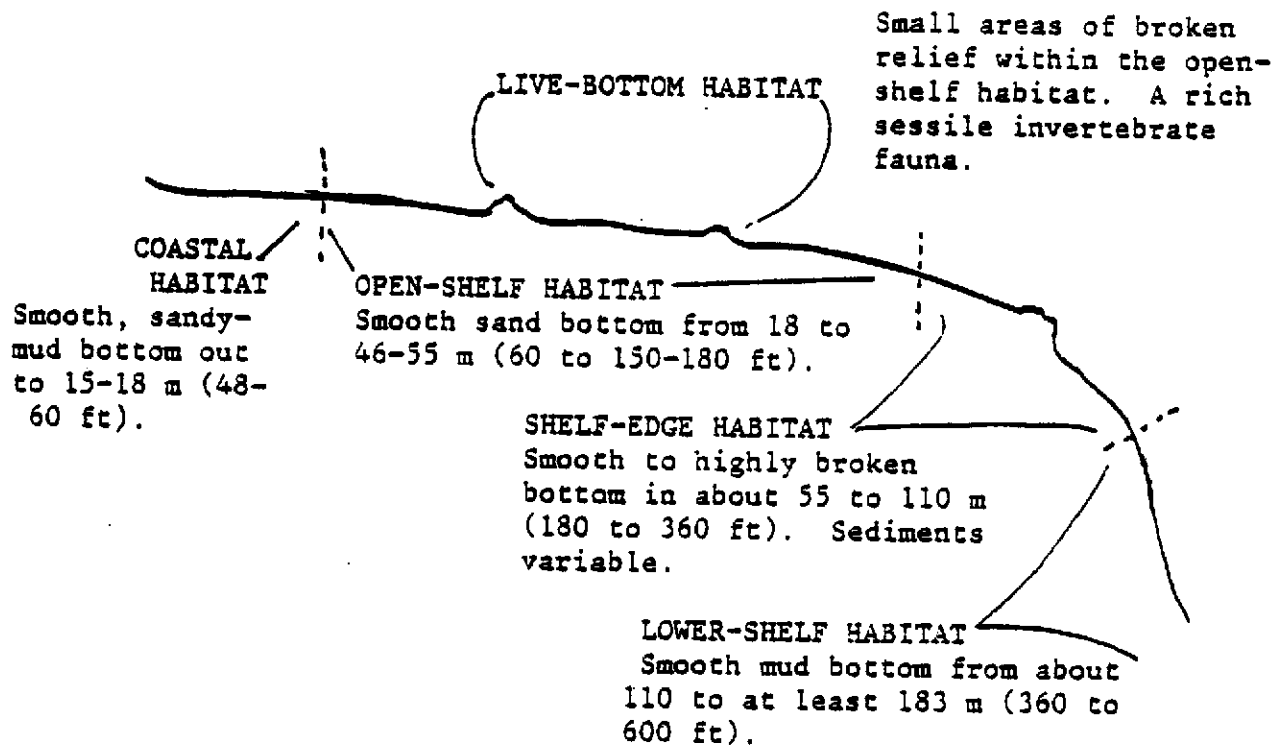 LIVE-BOTTOM HABITAT
Small areas of broken
relief within the open-
shelf habitat. A rich
sessile invertebrate
fauna.
COASTAL
HABITAT
Smooth, sandy-
mud bottom out
to 15-18 m (48-
60 ft).
OPEN-SHELF HABITAT
Smooth sand bottom from 18 to
46-55 m (60 to 150-180 ft).
SHELF-EDGE HABITAT
Smooth to highly broken
bottom in about 55 to 110 m
(180 to 360 ft). Sediments
variable.
LOWER-SHELF HABITAT
Smooth mud bottom from about
110 to at least 183 m (360 to
600 ft).